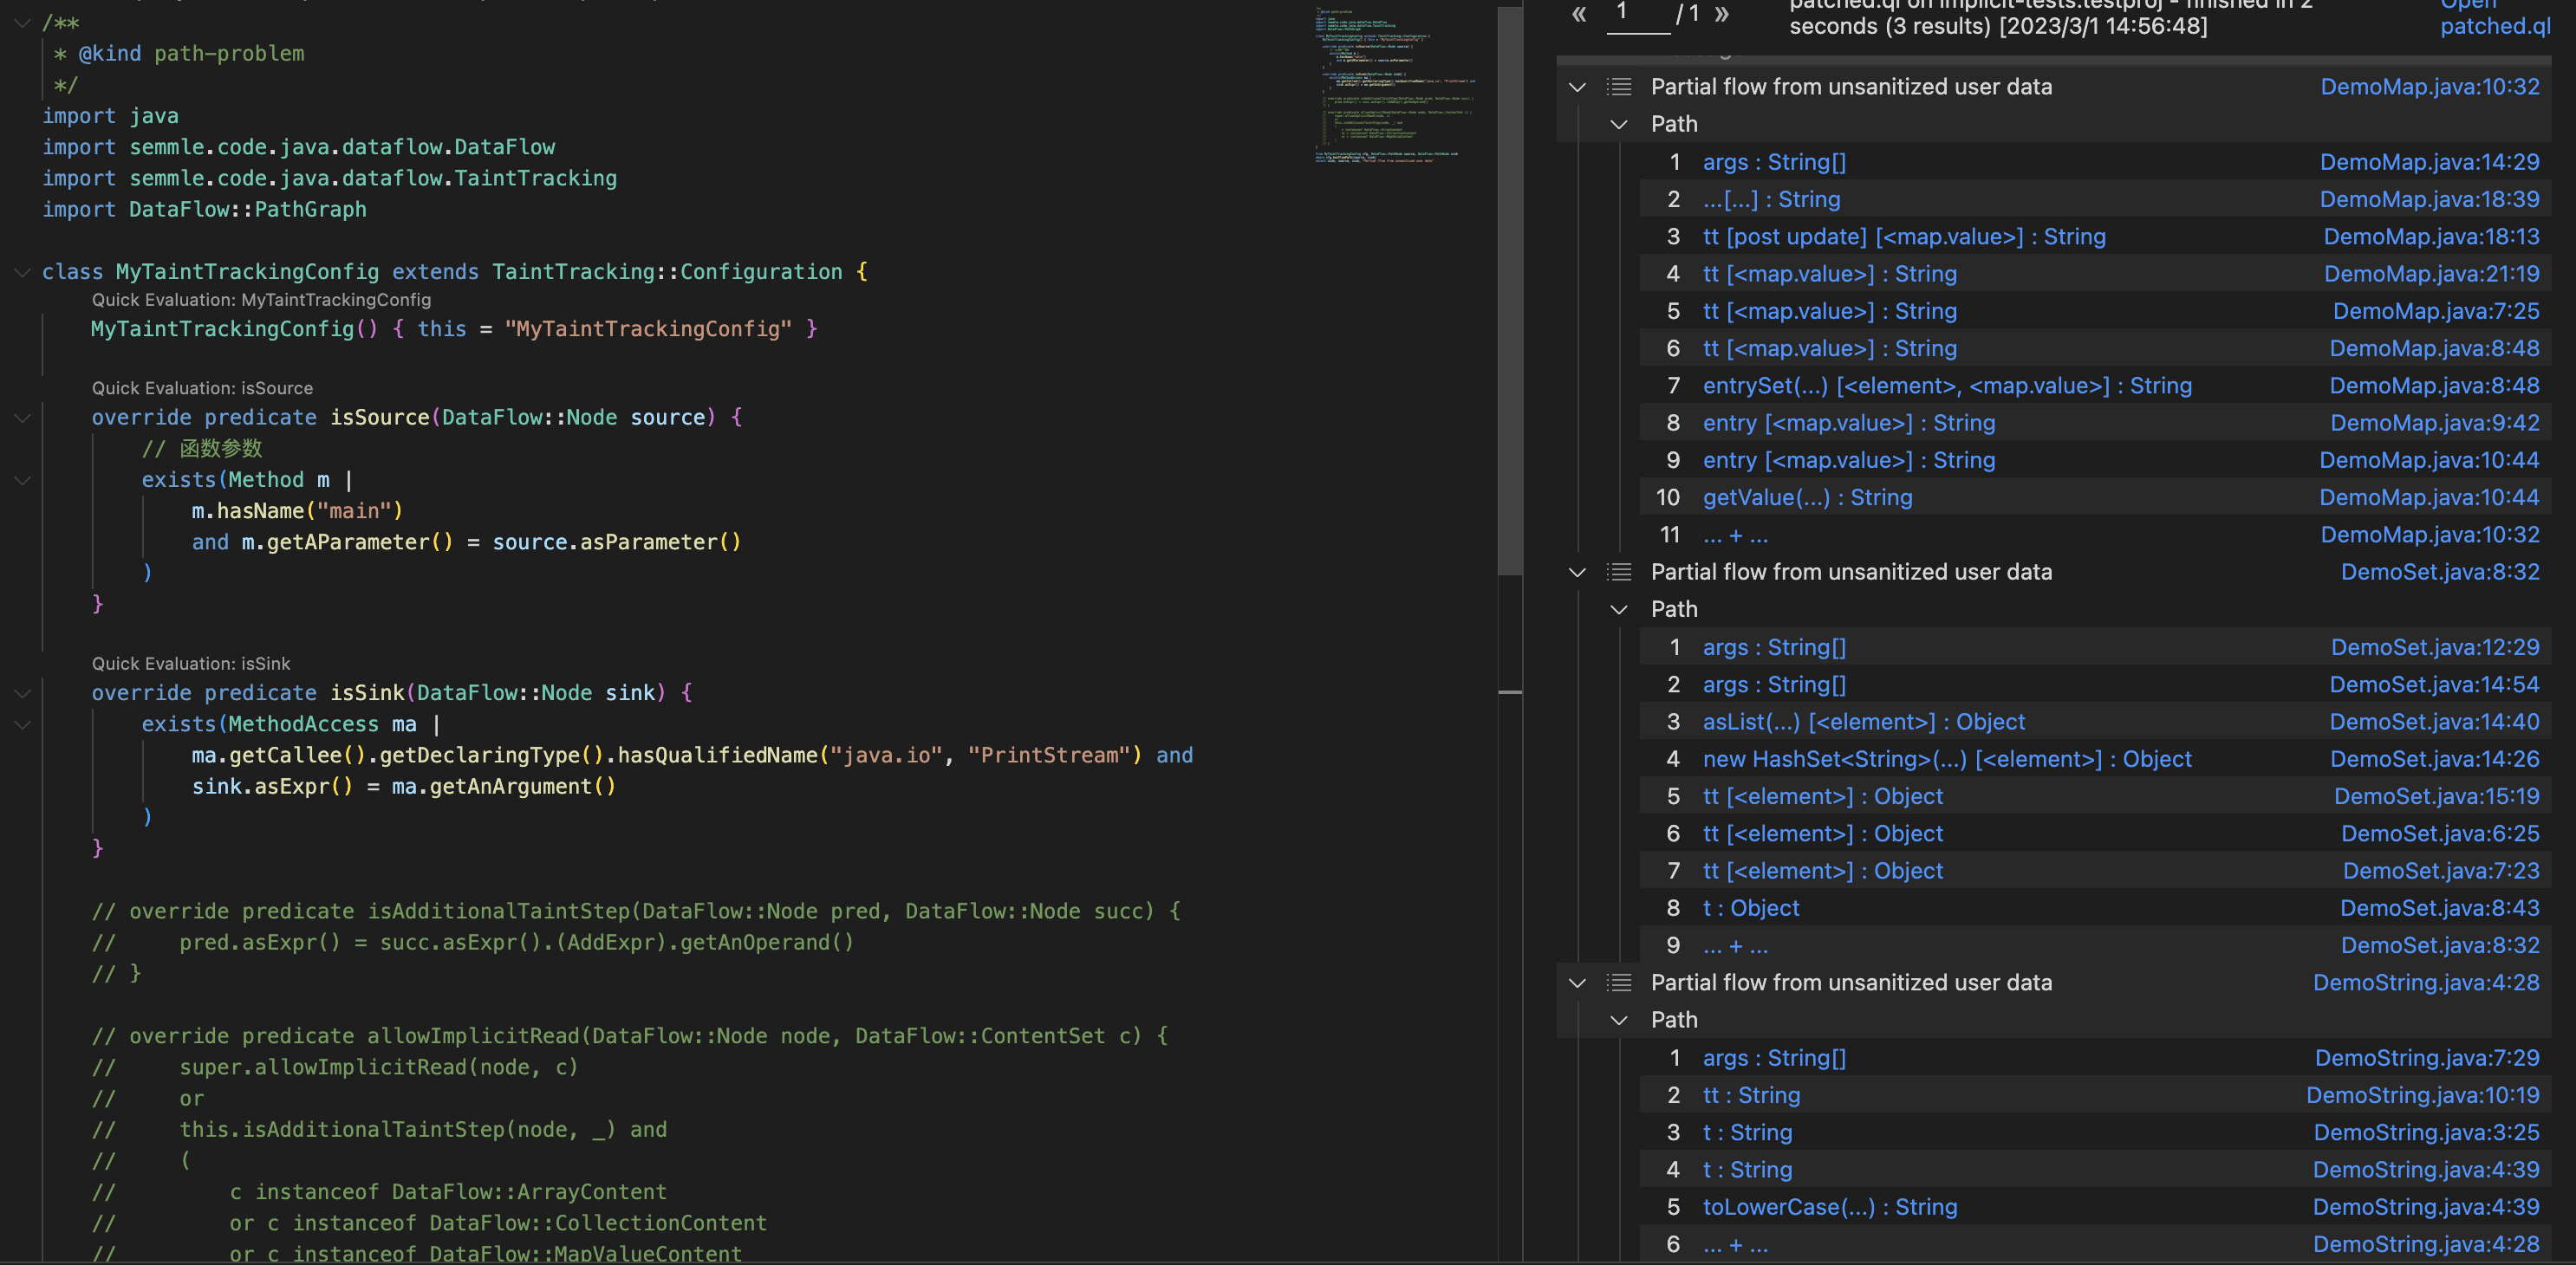 /**
* @kind path-problem
*/
import java
import semmle.code.java.dataflow.DataFlow
import semmle.code.java.dataflow.TaintTracking
import DataFlow::PathGraph
class MyTaintTrackingConfig extends TaintTracking::Configuration {
Quick Evaluation: MyTaintTrackingConfig
MyTaintTrackingConfig() { this = "MyTaintTrackingConfig" }
Quick Evaluation: isSource
override predicate isSource(DataFlow::Node source) {
// 函数参数
exists(Method m |
m.hasName("main")
and m.getAParameter() = source.asParameter()
)
}
Quick Evaluation: isSink
override predicate isSink(DataFlow::Node sink) {
exists(MethodAccess ma |
ma.getCallee().getDeclaringType().hasQualifiedName("java.io", "PrintStream") and
sink.asExpr() = ma.getAnArgument()
)
}
// override predicate isAdditionalTaintStep(DataFlow::Node pred, DataFlow::Node succ) {
//     pred.asExpr() = succ.asExpr().(AddExpr).getAnOperand()
// }
// override predicate allowImplicitRead(DataFlow::Node node, DataFlow::ContentSet c) {
//     super.allowImplicitRead(node, c)
//     or
//     this.isAdditionalTaintStep(node, _) and
//     (
//         c instanceof DataFlow::ArrayContent
//         or c instanceof DataFlow::CollectionContent
//         or c instanceof DataFlow::MapValueContent
« 1 / 1 »
patched.ql on implicit-tests.testproj - finished in 2
seconds (3 results) [2023/3/1 14:56:48]
Open
patched.ql
Partial flow from unsanitized user data DemoMap.java:10:32
Path
1 args : String[] DemoMap.java:14:29
2 ...[...] : String DemoMap.java:18:39
3 tt [post update] [<map.value>] : String DemoMap.java:18:13
4 tt [<map.value>] : String DemoMap.java:21:19
5 tt [<map.value>] : String DemoMap.java:7:25
6 tt [<map.value>] : String DemoMap.java:8:48
7 entrySet(...) [<element>, <map.value>] : String DemoMap.java:8:48
8 entry [<map.value>] : String DemoMap.java:9:42
9 entry [<map.value>] : String DemoMap.java:10:44
10 getValue(...) : String DemoMap.java:10:44
11 ... + ... DemoMap.java:10:32
Partial flow from unsanitized user data DemoSet.java:8:32
Path
1 args : String[] DemoSet.java:12:29
2 args : String[] DemoSet.java:14:54
3 asList(...) [<element>] : Object DemoSet.java:14:40
4 new HashSet<String>(...) [<element>] : Object DemoSet.java:14:26
5 tt [<element>] : Object DemoSet.java:15:19
6 tt [<element>] : Object DemoSet.java:6:25
7 tt [<element>] : Object DemoSet.java:7:23
8 t : Object DemoSet.java:8:43
9 ... + ... DemoSet.java:8:32
Partial flow from unsanitized user data DemoString.java:4:28
Path
1 args : String[] DemoString.java:7:29
2 tt : String DemoString.java:10:19
3 t : String DemoString.java:3:25
4 t : String DemoString.java:4:39
5 toLowerCase(...) : String DemoString.java:4:39
6 ... + ... DemoString.java:4:28